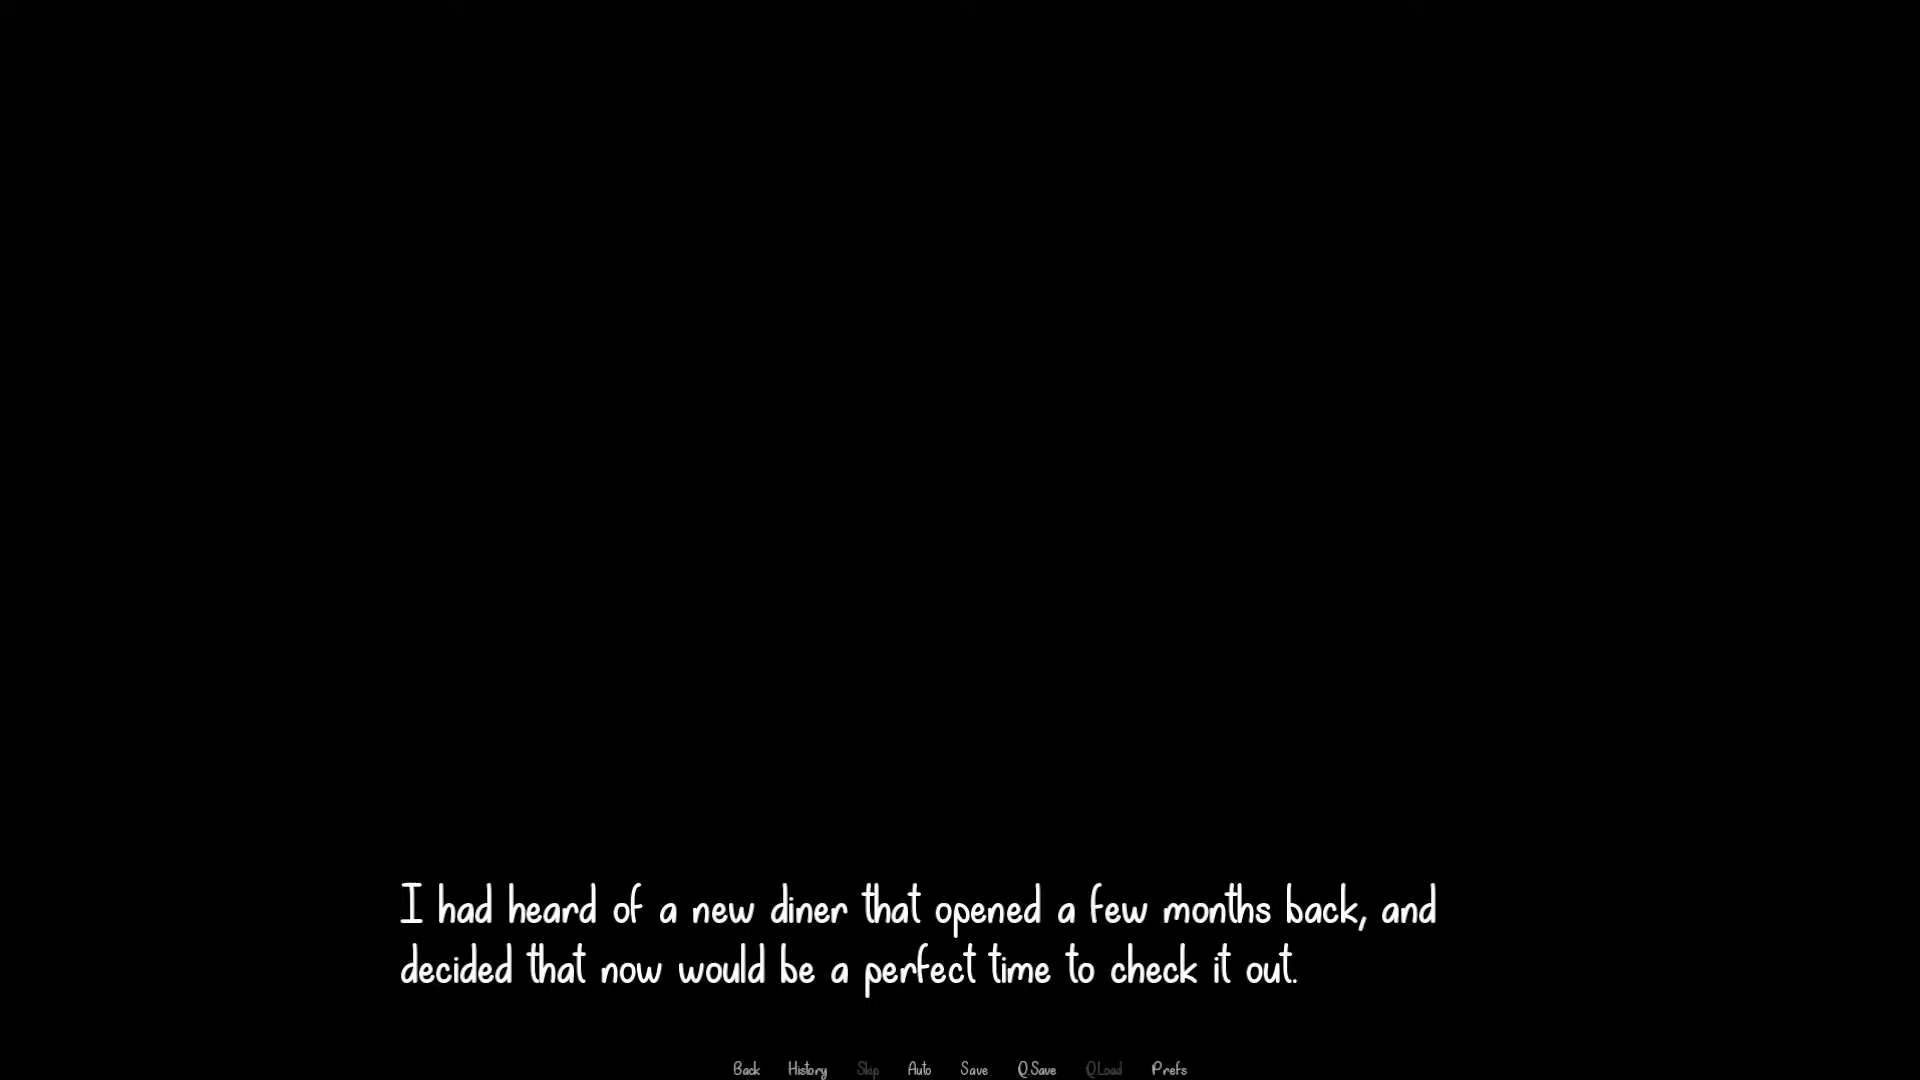 I had heard of a new diner that opened a few months back, and
decided that now would be a perfect time to check it out.
Back History Skip Auto Save Q.Save Q.Load Prefs